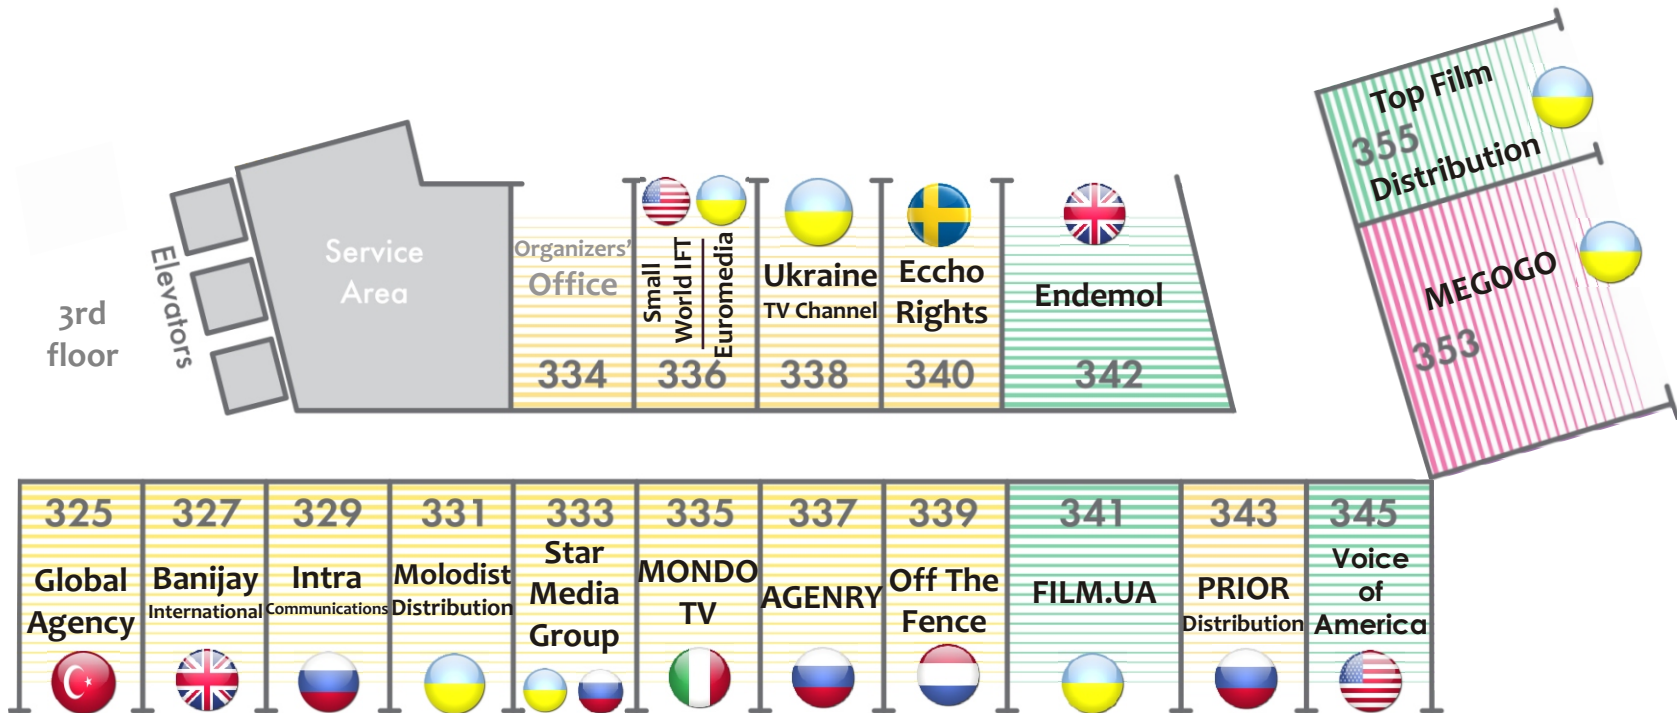 3rd
floor
Elevators
Service
Area
Organizers'
Office
334
Small
World IFT
Euromedia
336
Ukraine
TV Channel
338
Eccho
Rights
340
Endemol
342
Top Film
355
Distribution
MEGOGO
353
325
Global
Agency
327
Banijay
International
329
Intra
Communications
331
Molodist
Distribution
333
Star
Media
Group
335
MONDO
TV
337
AGENRY
339
Off The
Fence
341
FILM.UA
343
PRIOR
Distribution
345
Voice
of
America